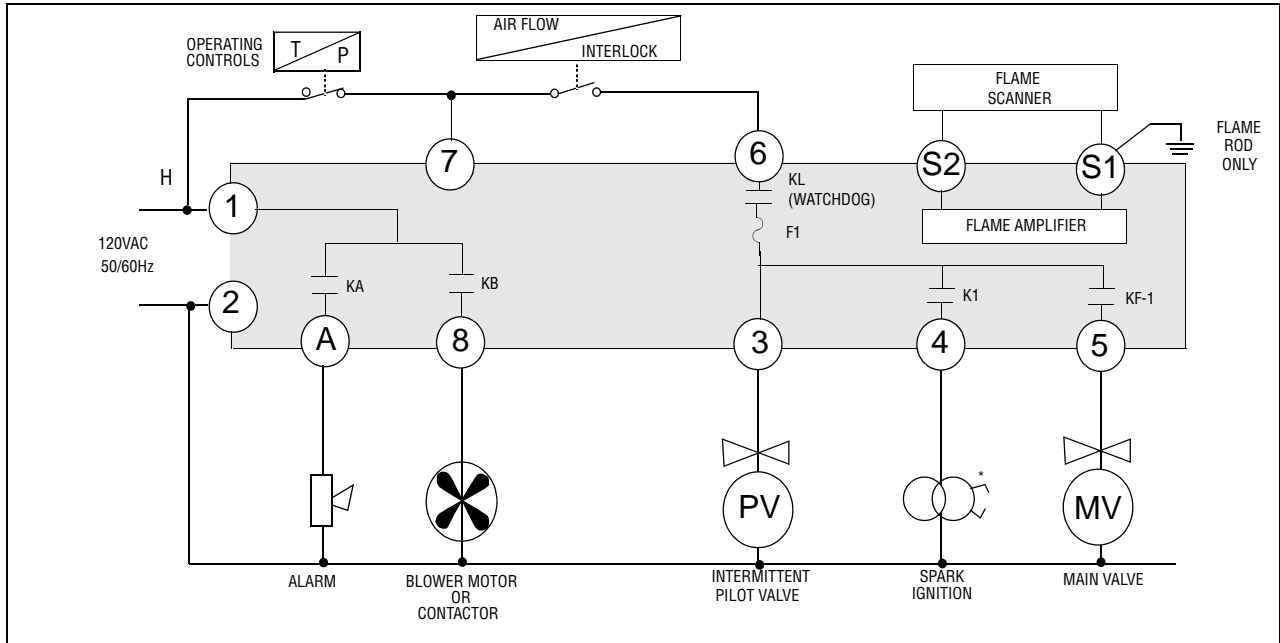 AIR FLOW
INTERLOCK
OPERATING
CONTROLS
T
P
FLAME
SCANNER
FLAME
ROD
ONLY
7
6
S2
S1
H
KL
(WATCHDOG)
1
F1
FLAME AMPLIFIER
120VAC
50/60Hz
2
KA
KB
K1
KF-1
A
8
3
4
5
*
PV
MV
ALARM
BLOWER MOTOR
OR
CONTACTOR
INTERMITTENT
PILOT VALVE
SPARK
IGNITION
MAIN VALVE